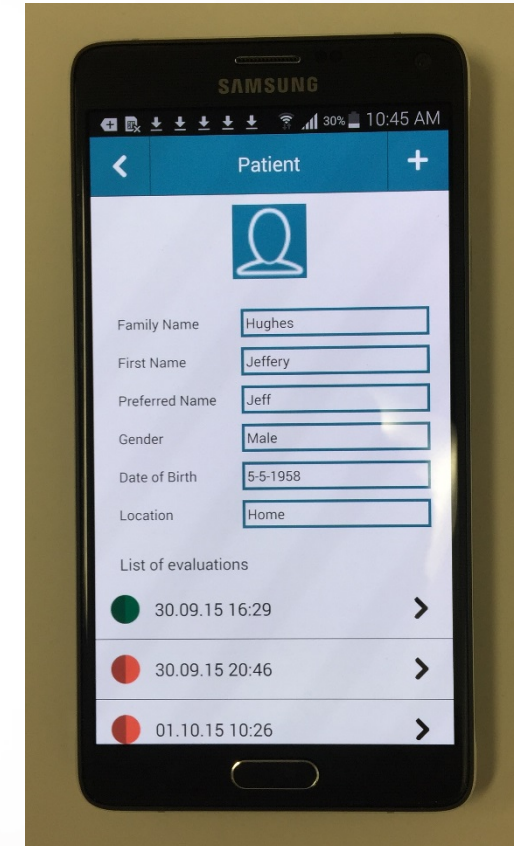 SAMSUNG
30% 10:45 AM
Patient
Family Name Hughes
First Name Jeffery
Preferred Name Jeff
Gender Male
Date of Birth 5-5-1958
Location Home
List of evaluations
30.09.15 16:29
30.09.15 20:46
01.10.15 10:26